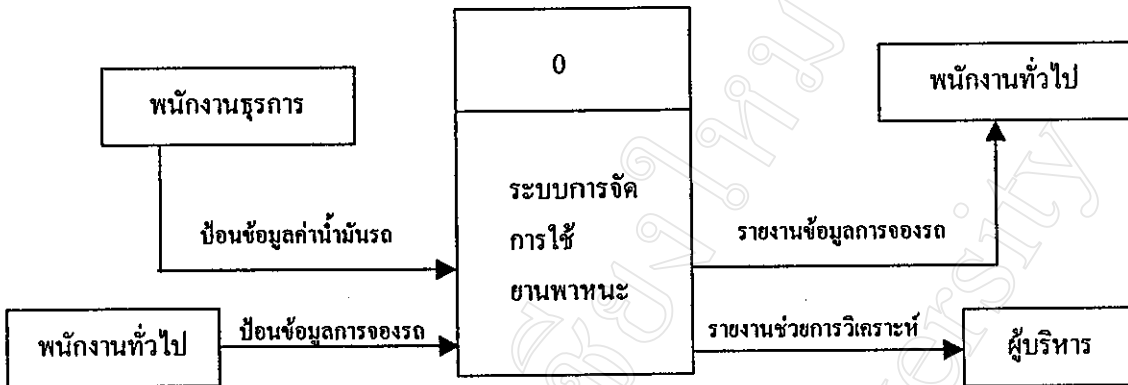 0
พนักงานธุรการ
พนักงานทั่วไป
ระบบการจัด
การใช้
ยานพาหนะ
ป้อนข้อมูลค่าน้ำมันรถ
รายงานข้อมูลการจองรถ
ป้อนข้อมูลการจองรถ
รายงานช่วยการวิเคราะห์
พนักงานทั่วไป
ผู้บริหาร